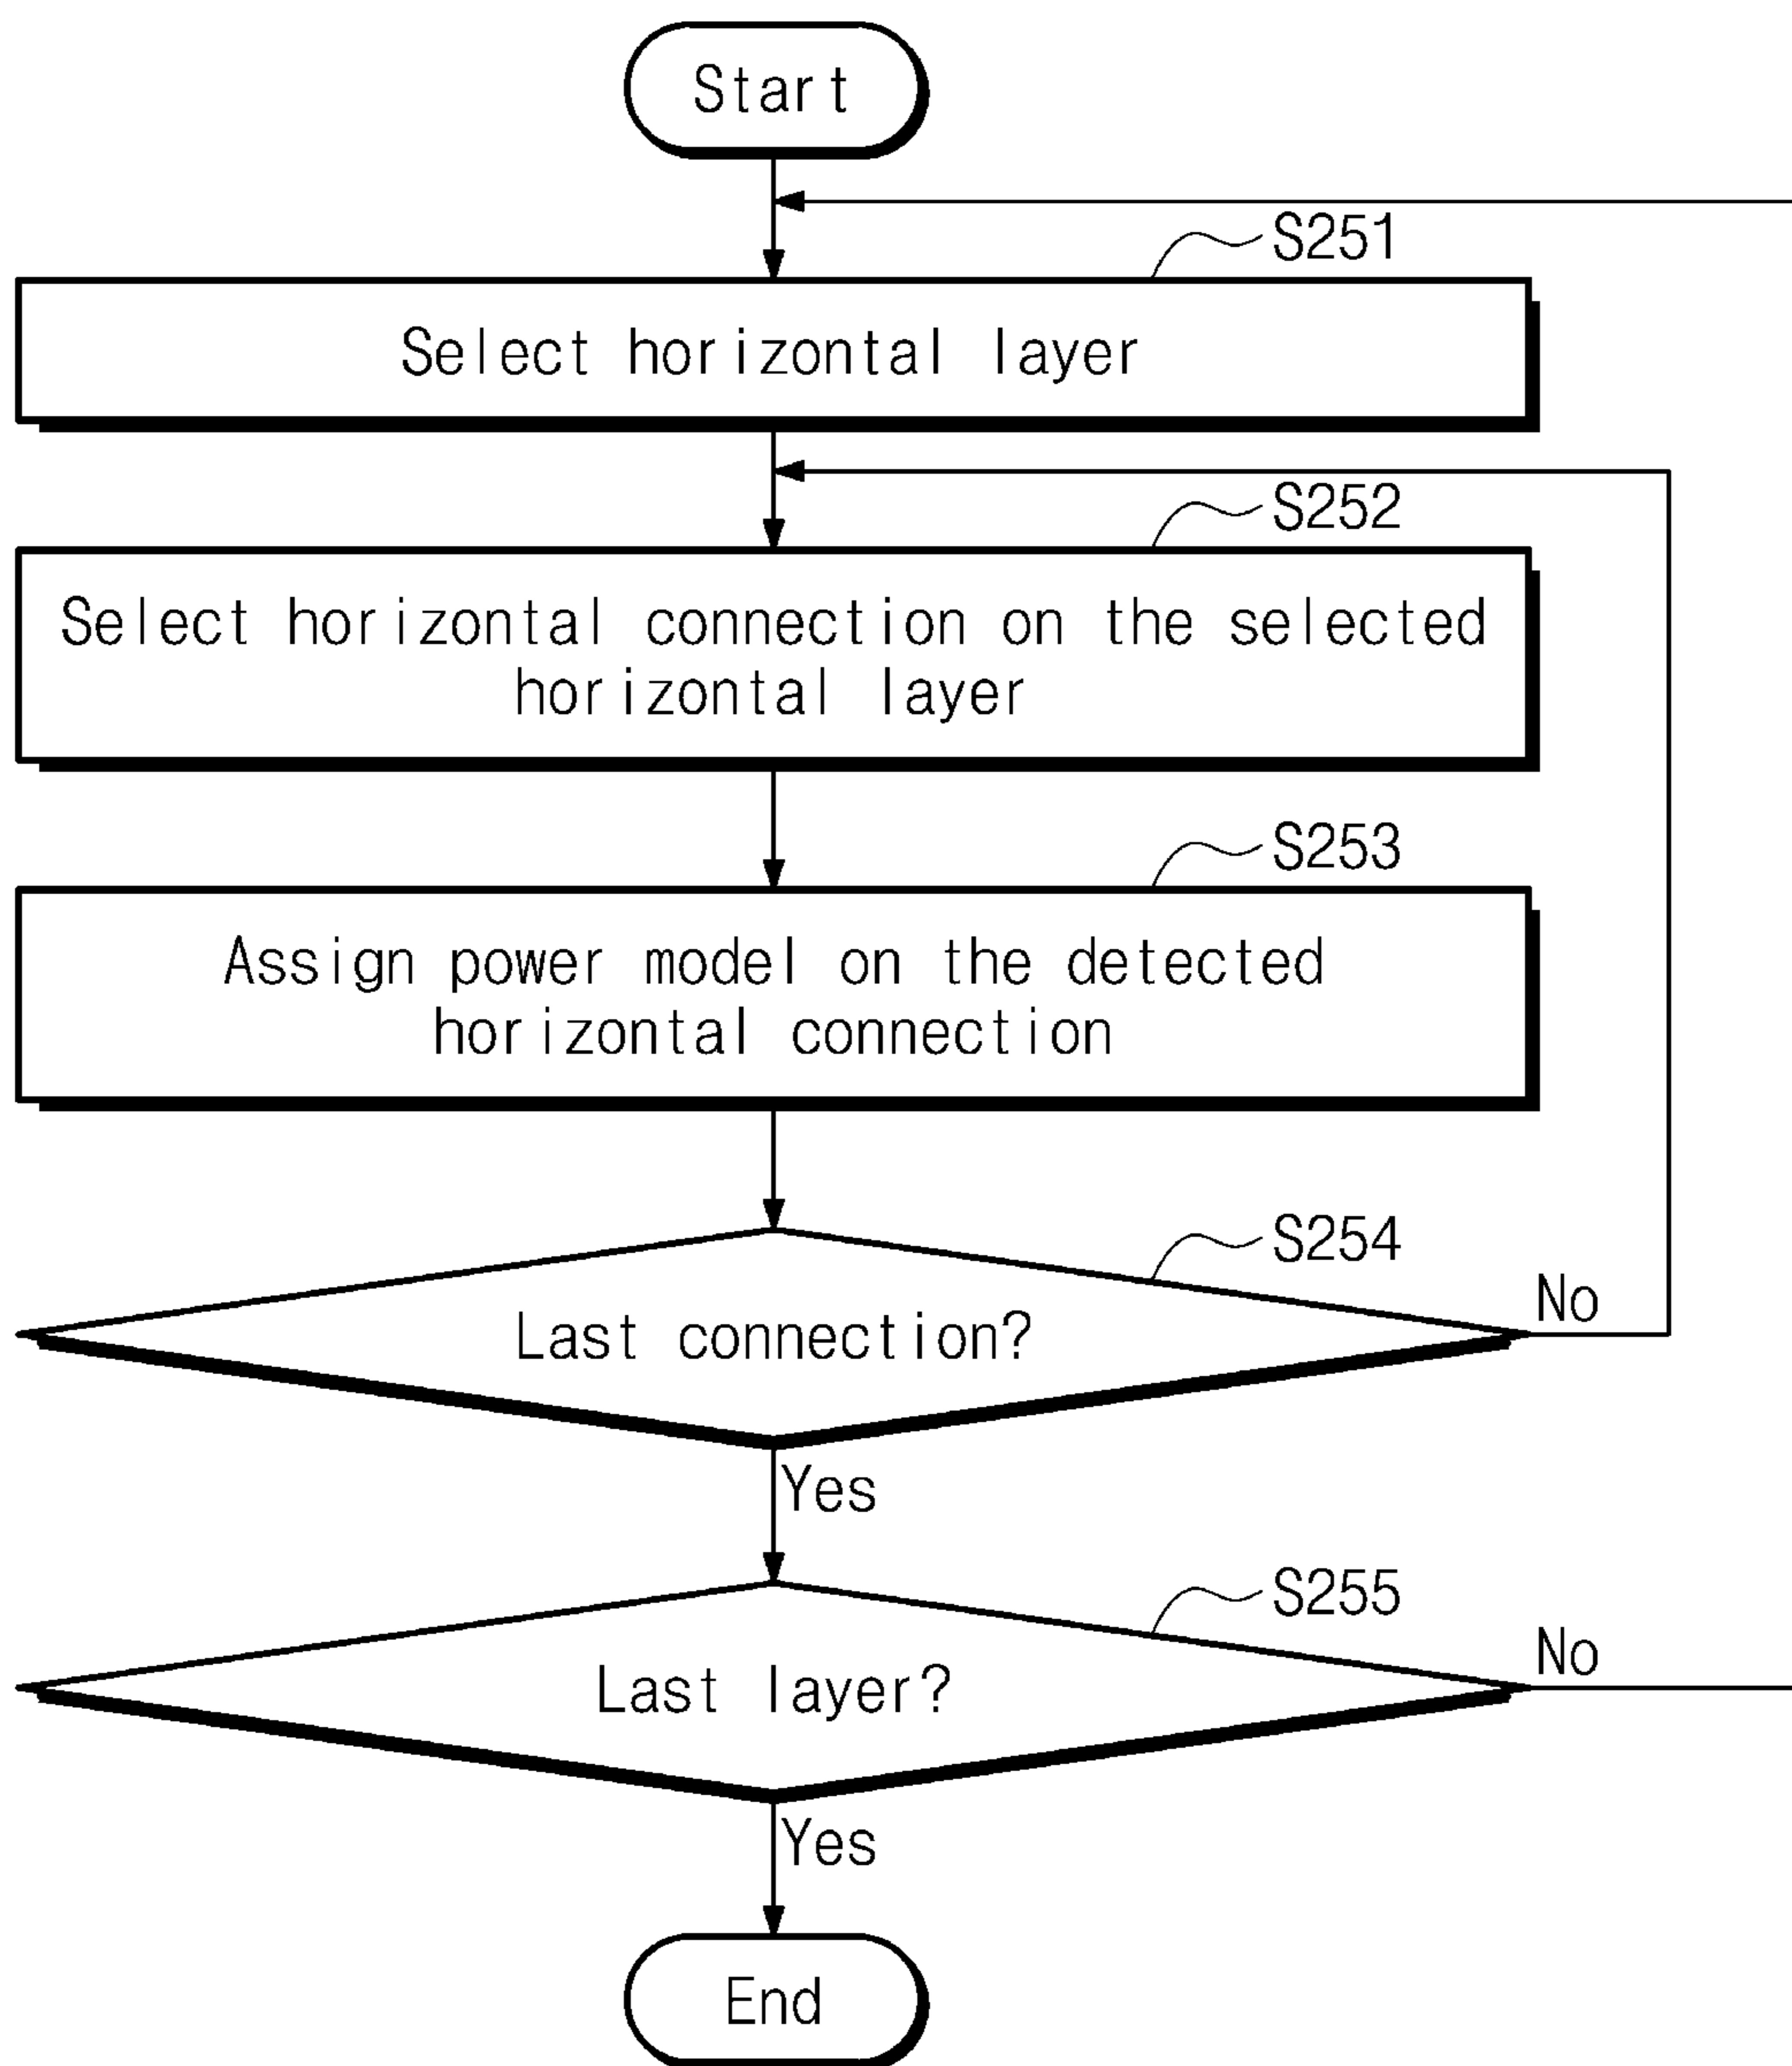 Start
S251
Select horizontal layer
S252
Select horizontal connection on the selected
horizontal layer
S253
Assign power model on the detected
horizontal connection
S254
Last connection?
No
Yes
S255
Last layer?
No
Yes
End